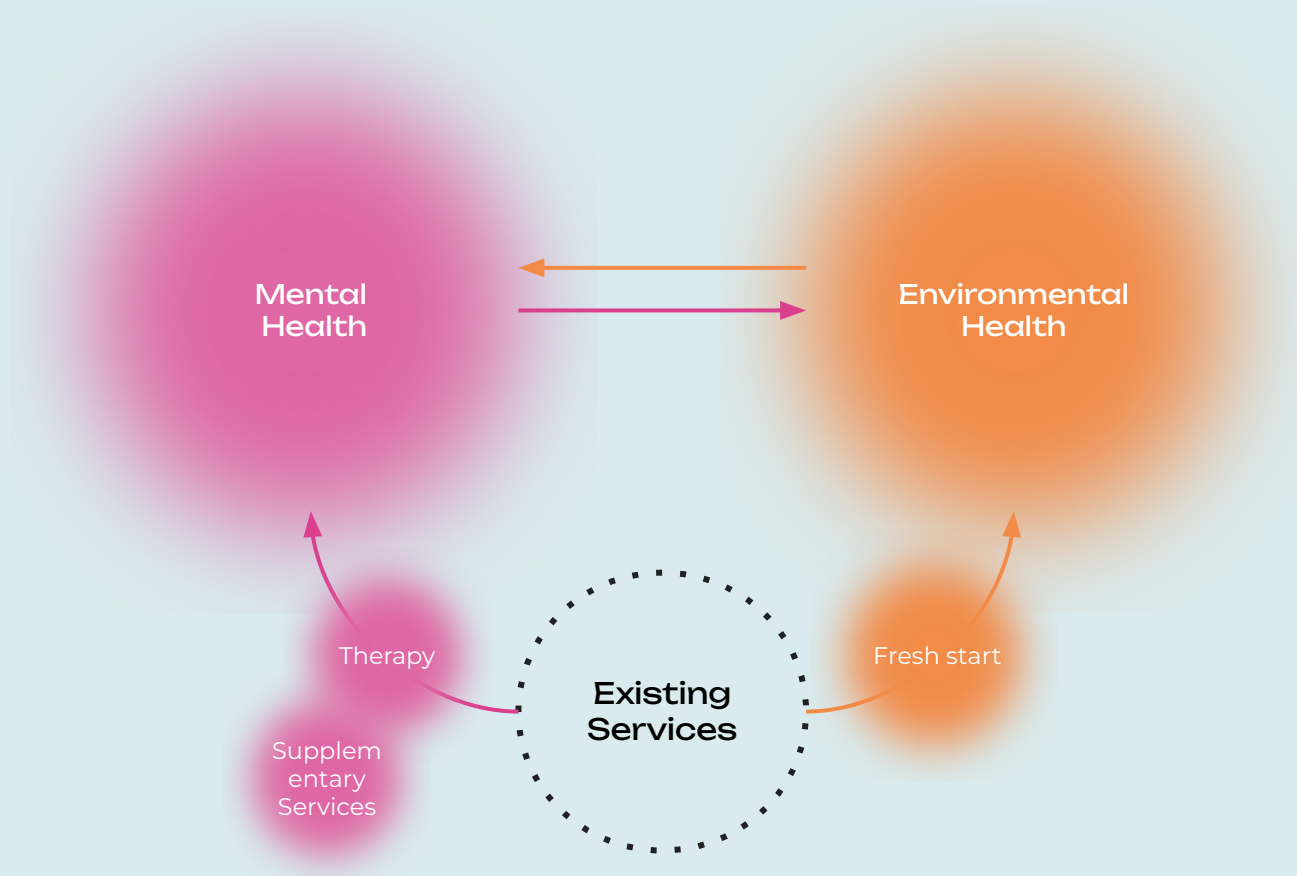 Mental
Health
Environmental
Health
Therapy
Supplem
entary
Services
Existing
Services
Fresh start